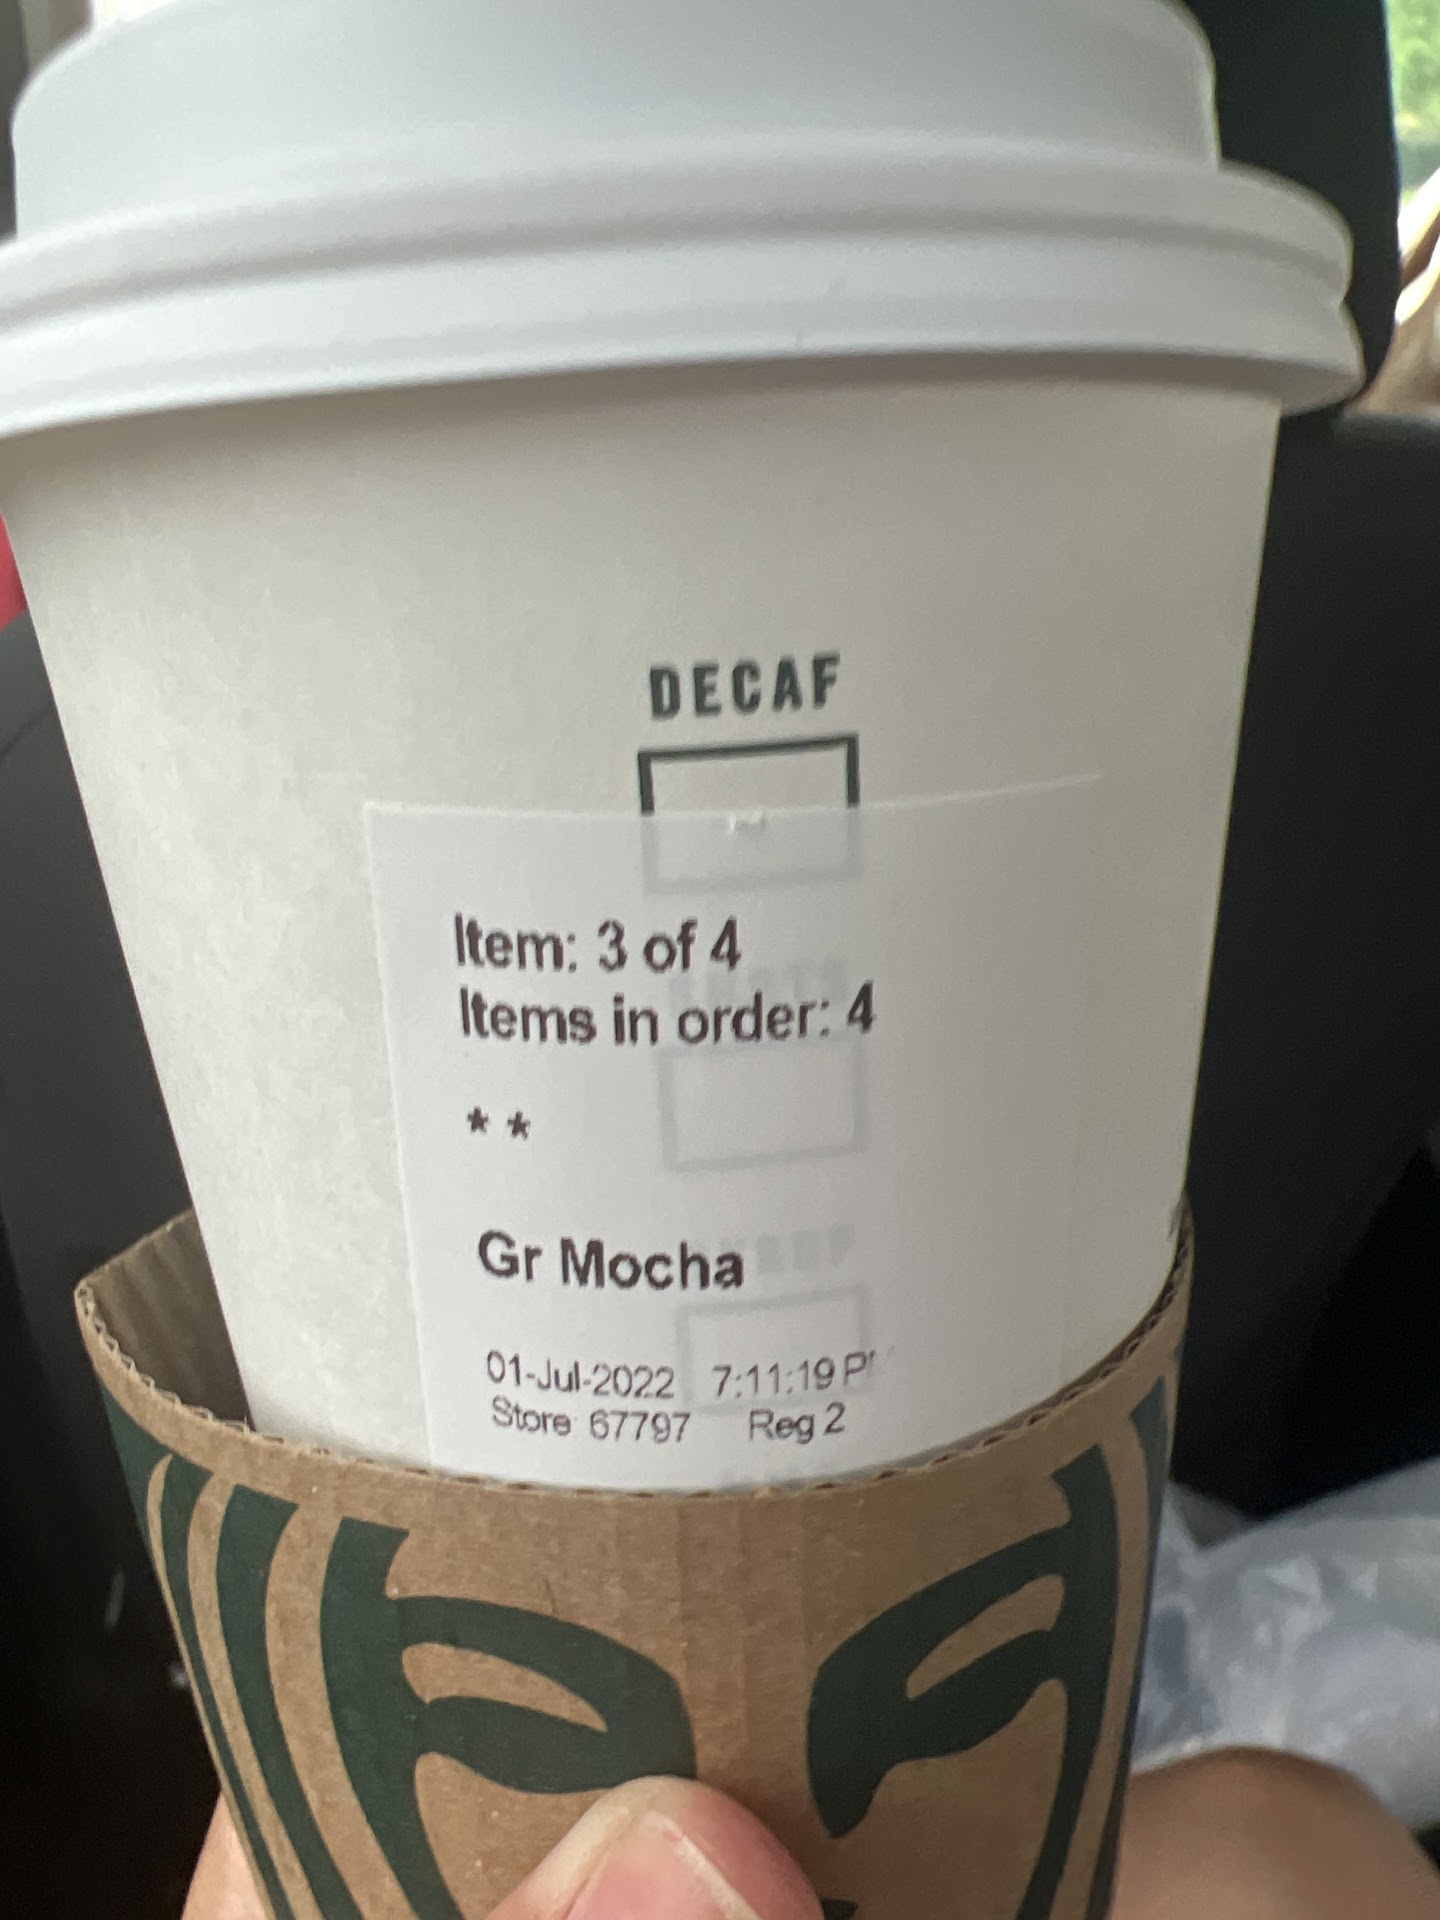 DECAF
Item: 3 of 4
Items in order: 4
* *
Gr Mocha
01-Jul-2022 7:11:19 P
Store 67797 Reg 2